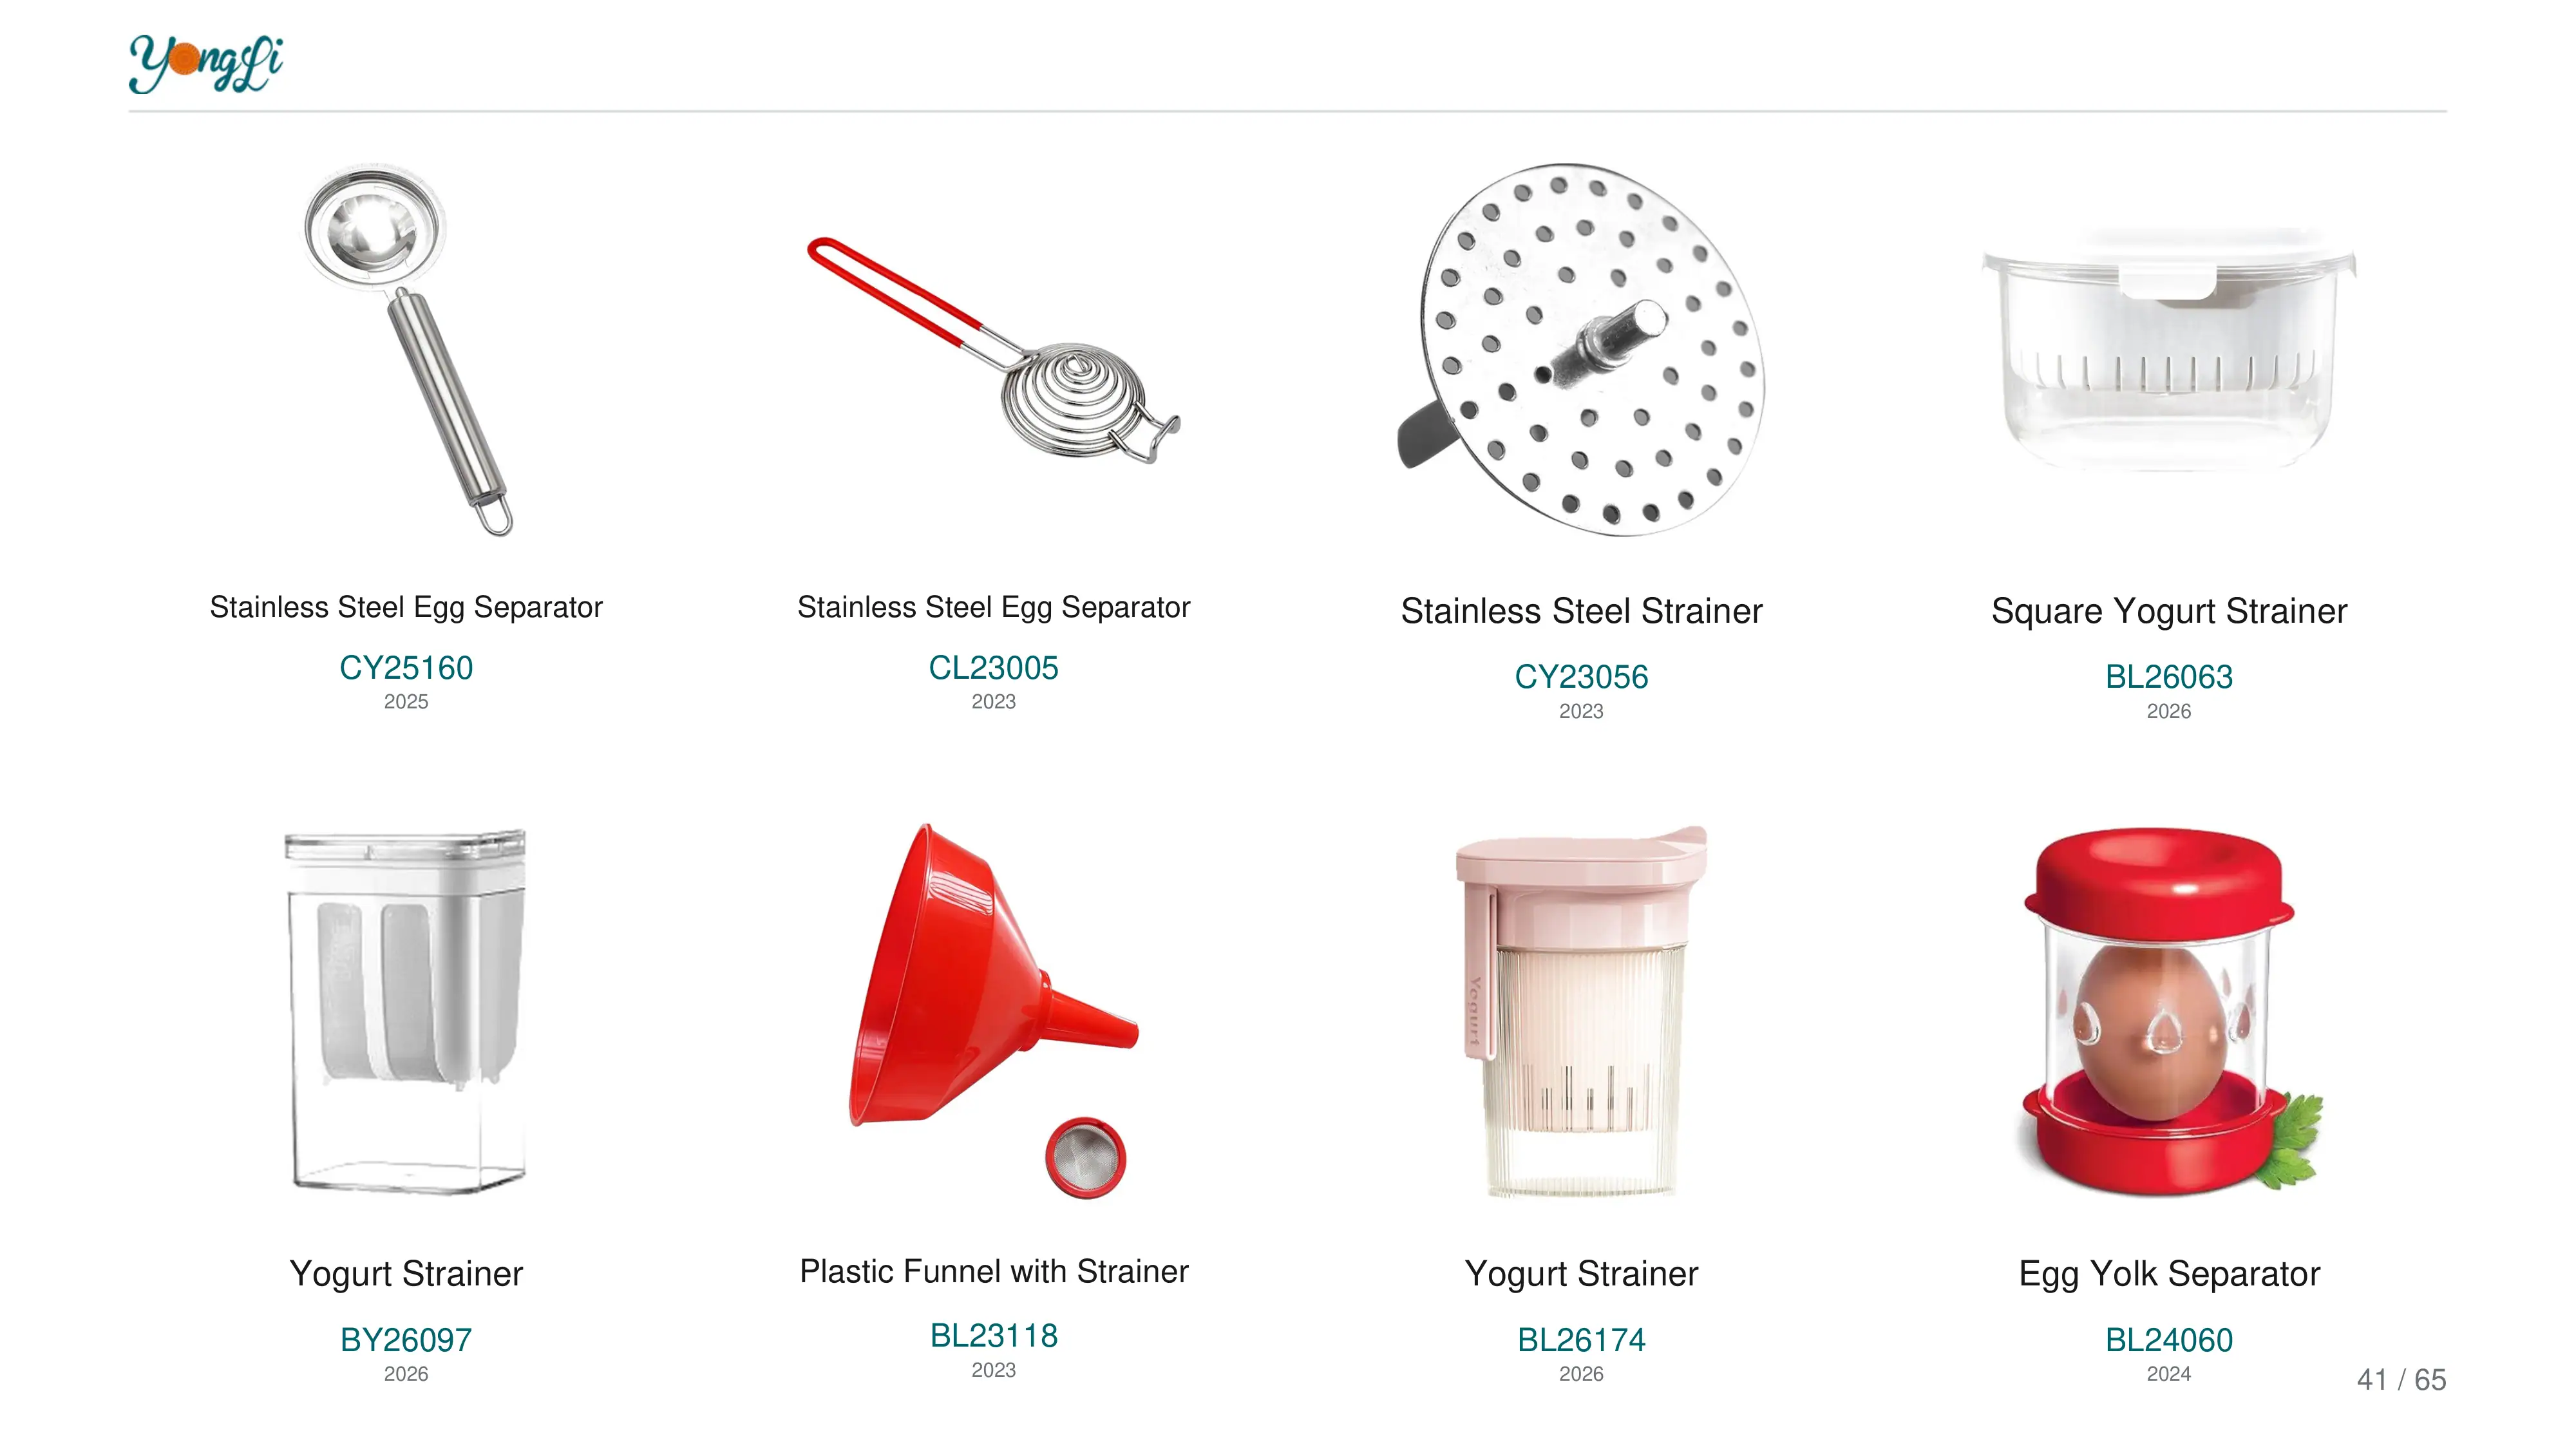 YongLi
Stainless Steel Egg Separator
CY25160
2025
Stainless Steel Egg Separator
CL23005
2023
Stainless Steel Strainer
CY23056
2023
Square Yogurt Strainer
BL26063
2026
Yogurt
Yogurt Strainer
BY26097
2026
Plastic Funnel with Strainer
BL23118
2023
Yogurt Strainer
BL26174
2026
Egg Yolk Separator
BL24060
2024
41 / 65